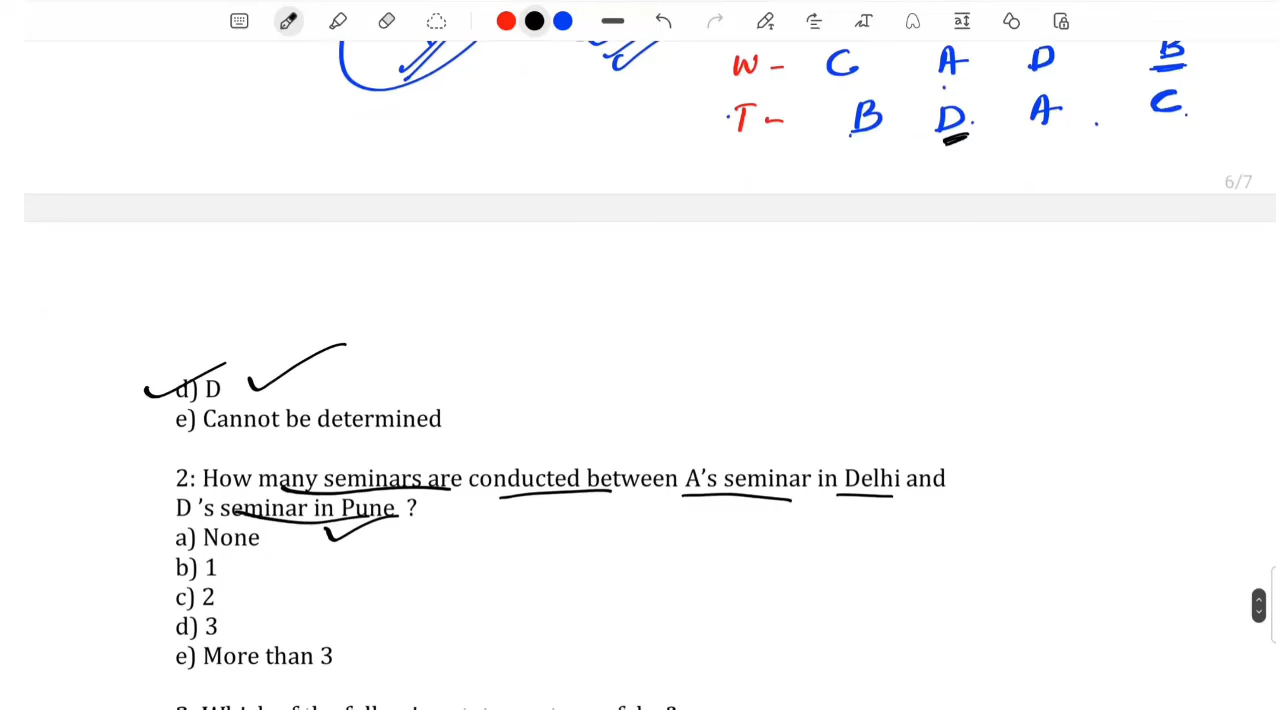 W - C A D B
T - B D. A C.
6/7
d) D
e) Cannot be determined
2: How many seminars are conducted between A's seminar in Delhi and
D 's seminar in Pune ?
a) None
b) 1
c) 2
d) 3
e) More than 3